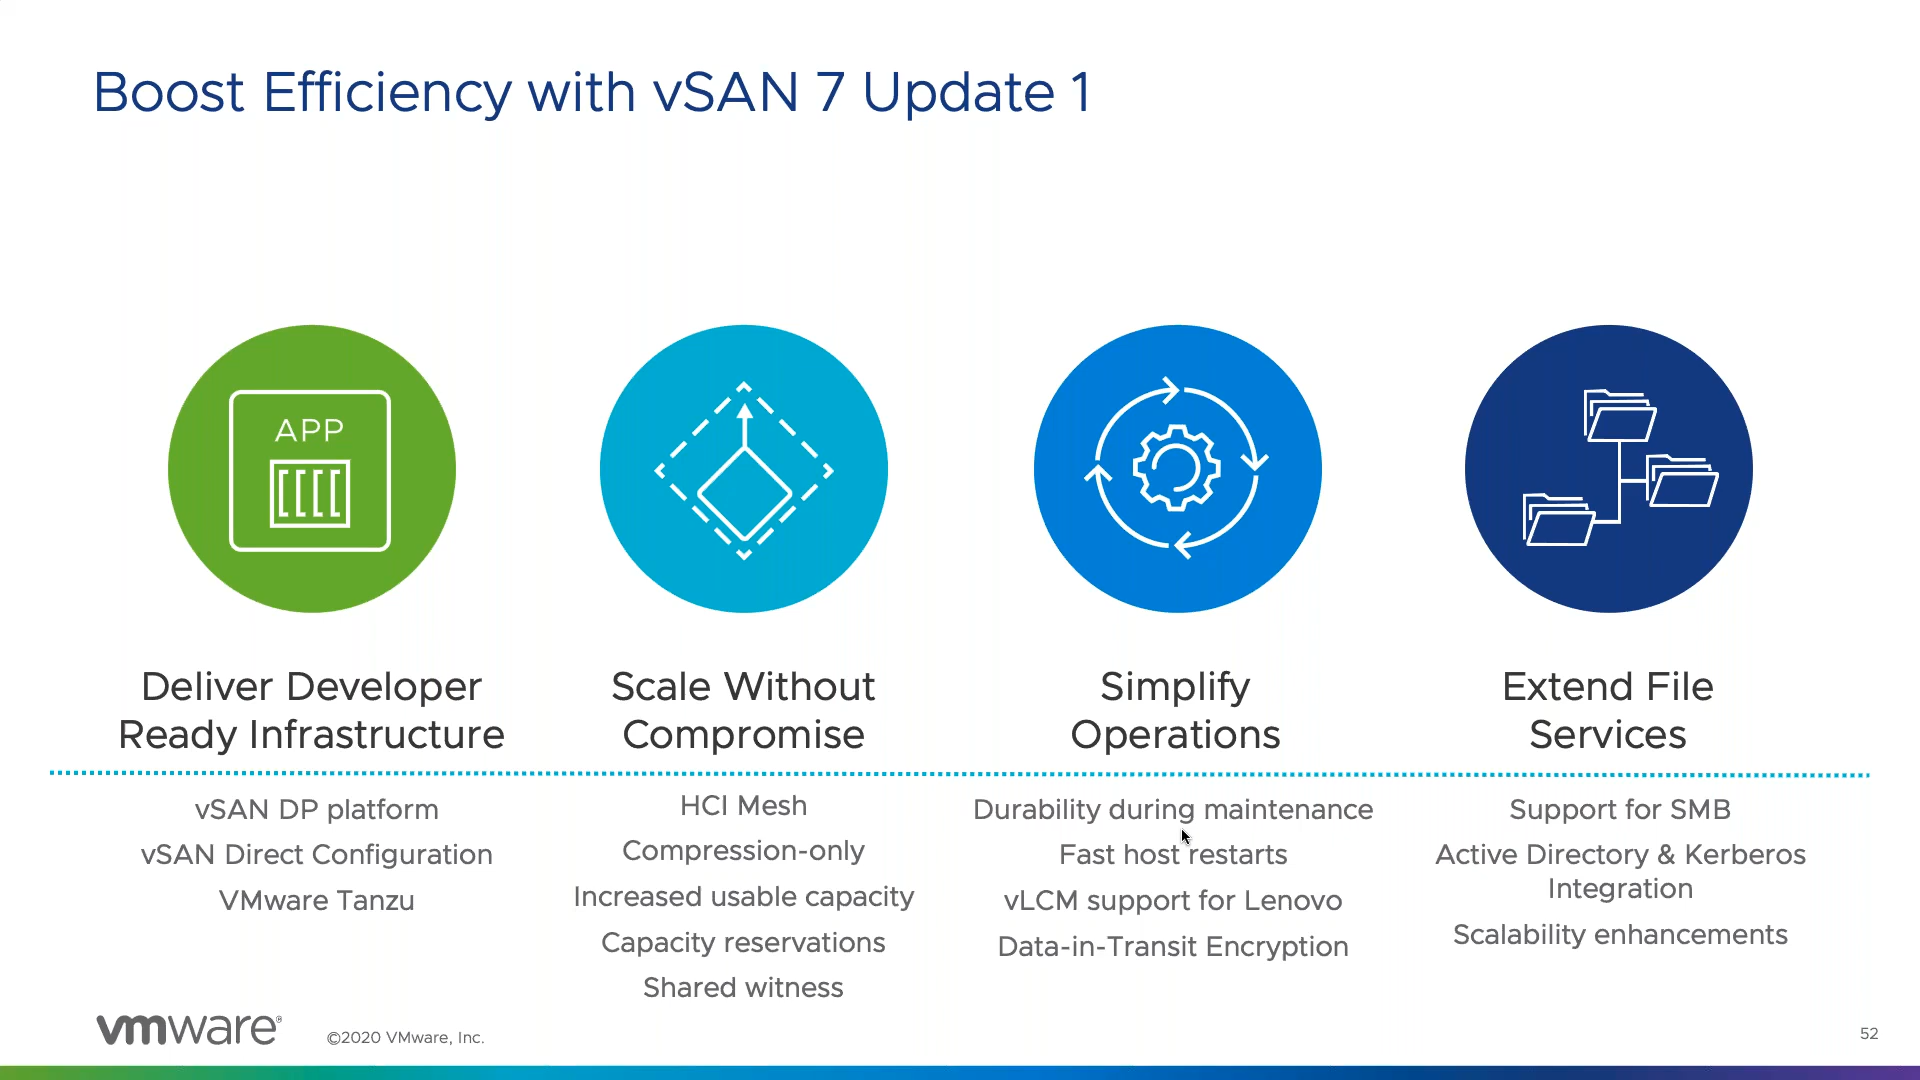 Boost Efficiency with vSAN 7 Update 1
APP
Deliver Developer
Ready Infrastructure
vSAN DP platform
vSAN Direct Configuration
VMware Tanzu
Scale Without
Compromise
HCI Mesh
Compression-only
Increased usable capacity
Capacity reservations
Shared witness
Simplify
Operations
Durability during maintenance
Fast host restarts
vLCM support for Lenovo
Data-in-Transit Encryption
Extend File
Services
Support for SMB
Active Directory & Kerberos
Integration
Scalability enhancements
vmware®
©2020 VMware, Inc.
52